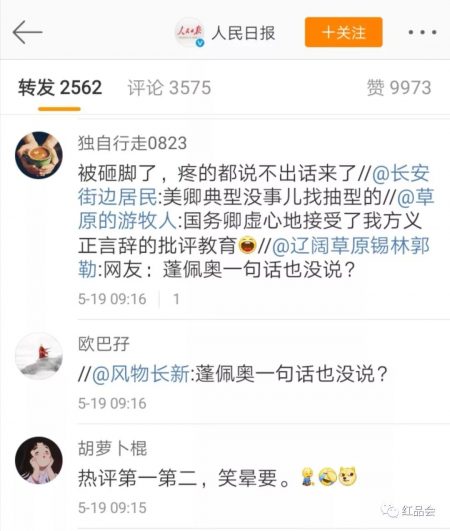 人民日报
人民日报
十关注
转发 2562
评论 3575
赞 9973
独自行走0823
被砸脚了，疼的都说不出话来了//@长安
街边居民:美卿典型没事儿找抽型的//@草
原的游牧人:国务卿虚心地接受了我方义
正言辞的批评教育//@辽阔草原锡林郭
勒:网友：蓬佩奥一句话也没说？
5-19 09:16
1
欧巴孖
//@风物长新:蓬佩奥一句话也没说？
5-19 09:16
胡萝卜棍
热评第一第二，笑晕要。
5-19 09:15
红品会